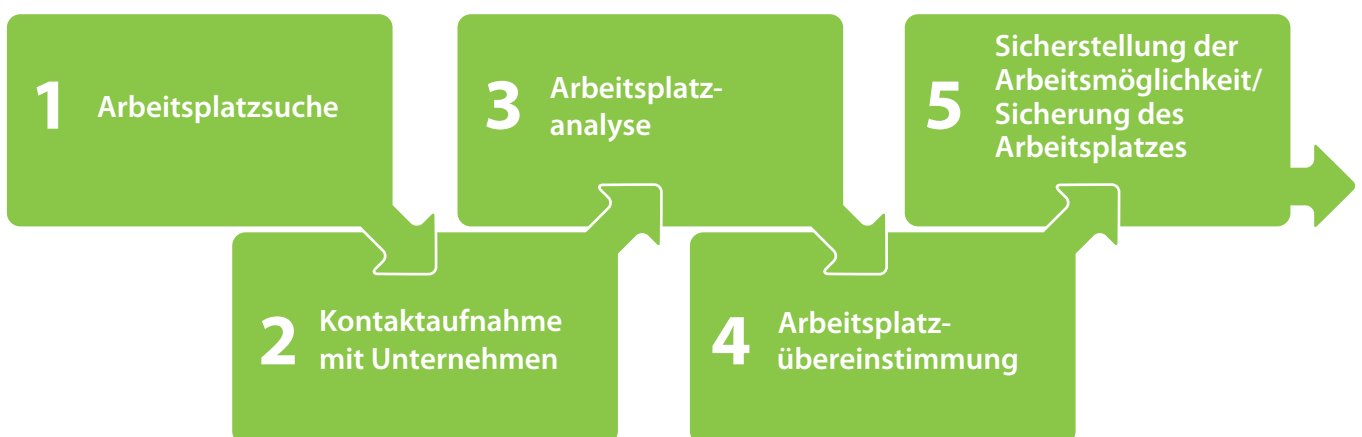 1 Arbeitsplatzsuche
2 Kontaktaufnahme
mit Unternehmen
3 Arbeitsplatz-
analyse
4 Arbeitsplatz-
übereinstimmung
5 Sicherstellung der
Arbeitsmöglichkeit/
Sicherung des
Arbeitsplatzes